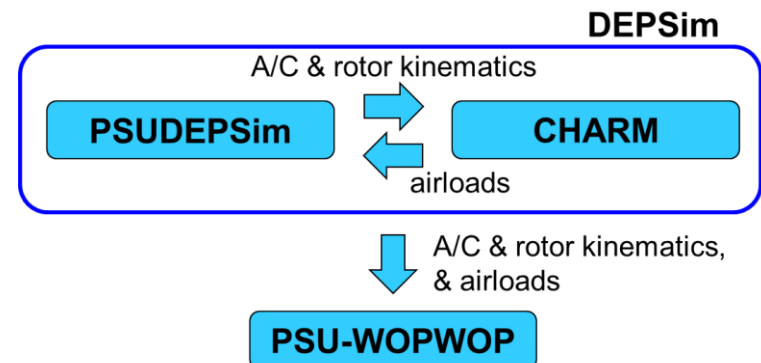 DEPSim
A/C & rotor kinematics
PSUDEPSim
CHARM
airloads
A/C & rotor kinematics,
& airloads
PSU-WOPWOP